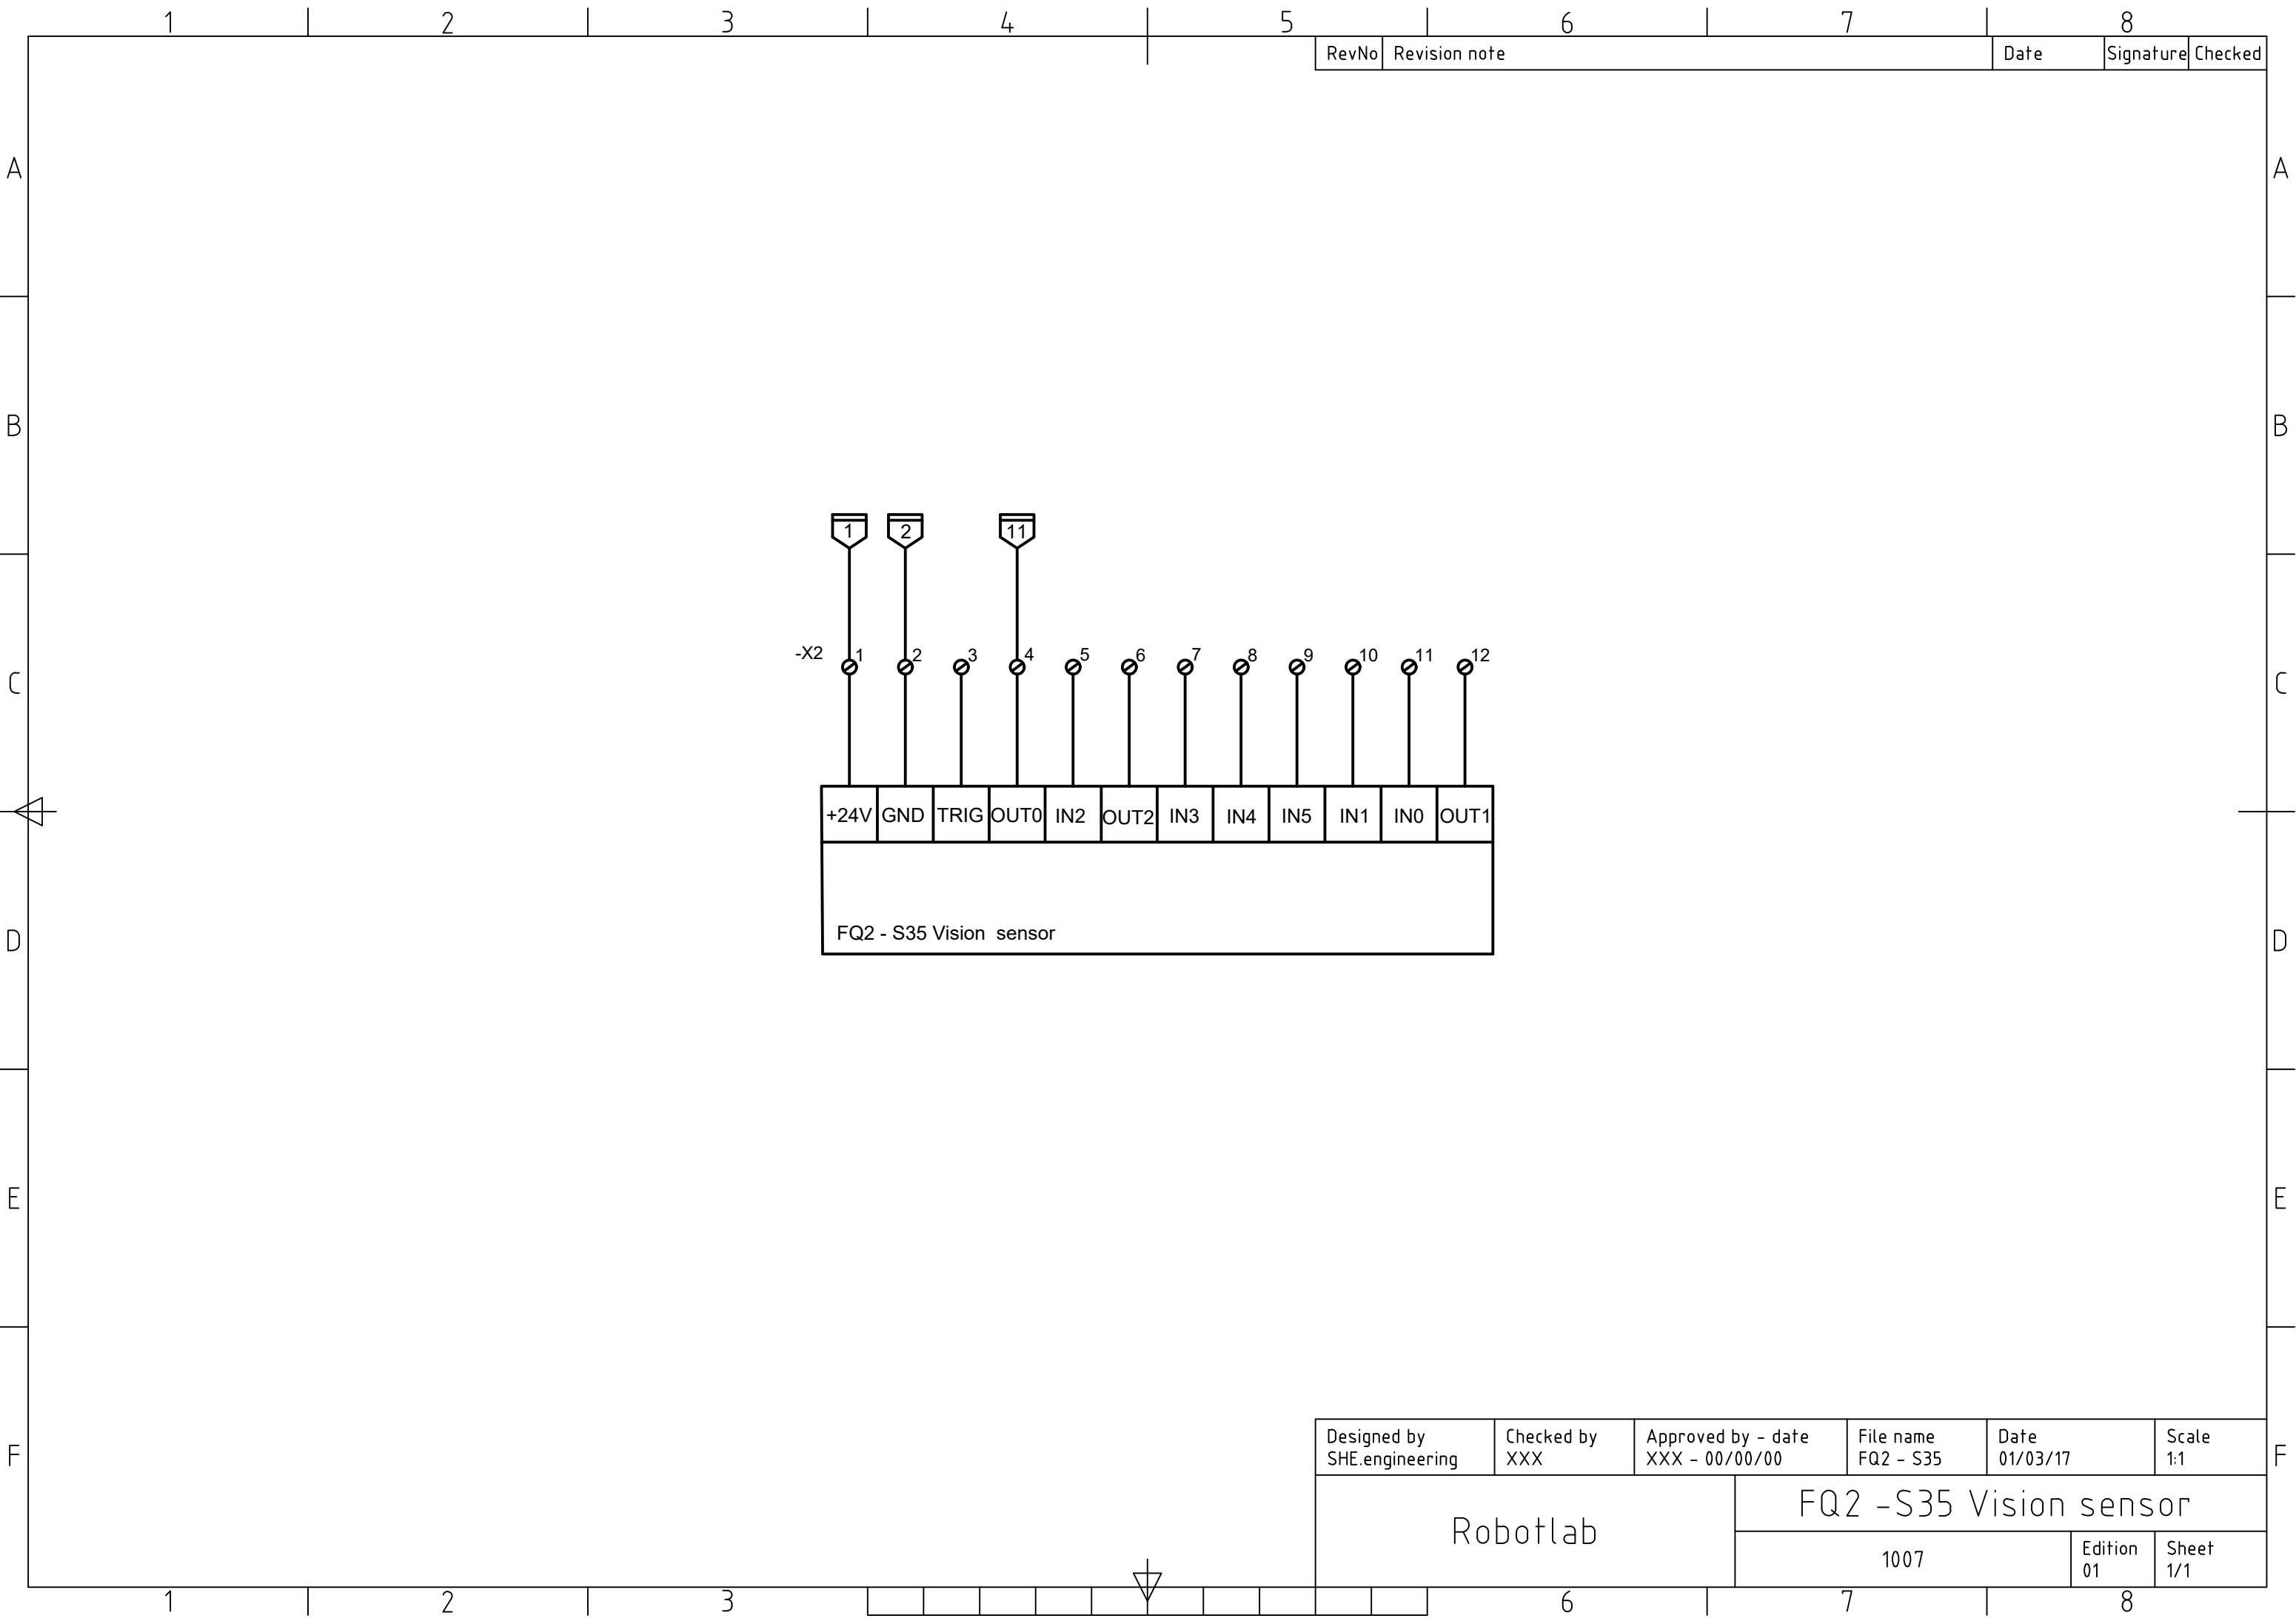 1 2 3 4 5 6 7 8
RevNo Revision note Date Signature Checked
A A
B B
1 2 11
-X2 1 2 3 4 5 6 7 8 9 10 11 12
C C
+24V GND TRIG OUT0 IN2 OUT2 IN3 IN4 IN5 IN1 IN0 OUT1
FQ2 - S35 Vision sensor
D D
E E
F F
Designed by Checked by Approved by - date File name Date Scale
SHE.engineering XXX XXX - 00/00/00 FQ2 - S35 01/03/17 1:1
Robotlab
FQ2 -S35 Vision sensor
1007
Edition Sheet
01 1/1
1 2 3 6 7 8